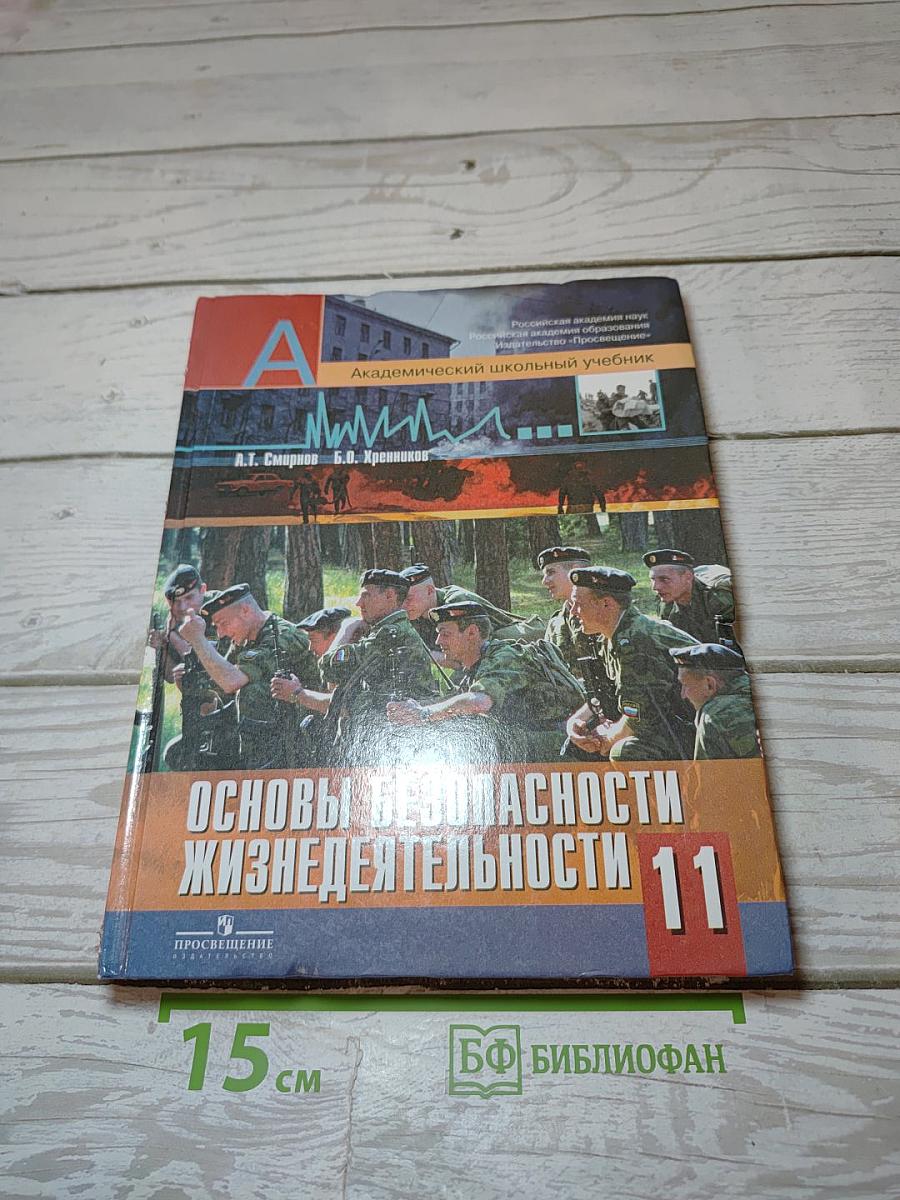 Российская академия наук
Российская академия образования
Издательство «Просвещение»
А
Академический школьный учебник
А.Т. Смирнов Б.О. Хренников
ОСНОВЫ БЕЗОПАСНОСТИ
ЖИЗНЕДЕЯТЕЛЬНОСТИ
11
ПРОСВЕЩЕНИЕ
ИЗДАТЕЛЬСТВО
15 см
БФ БИБЛИОФАН